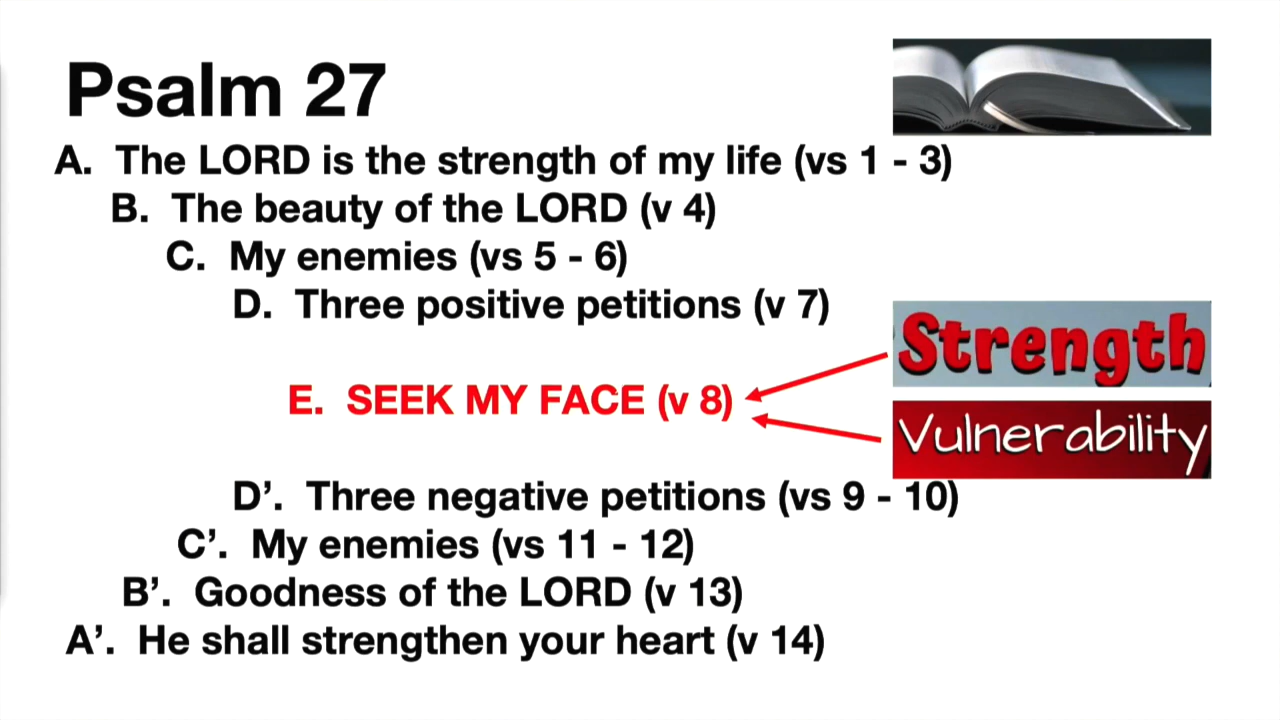 Psalm 27
A. The LORD is the strength of my life (vs 1 - 3)
B. The beauty of the LORD (v 4)
C. My enemies (vs 5 - 6)
D. Three positive petitions (v 7)
Strength
E. SEEK MY FACE (v 8)
Vulnerability
D’. Three negative petitions (vs 9 - 10)
C’. My enemies (vs 11 - 12)
B’. Goodness of the LORD (v 13)
A’. He shall strengthen your heart (v 14)